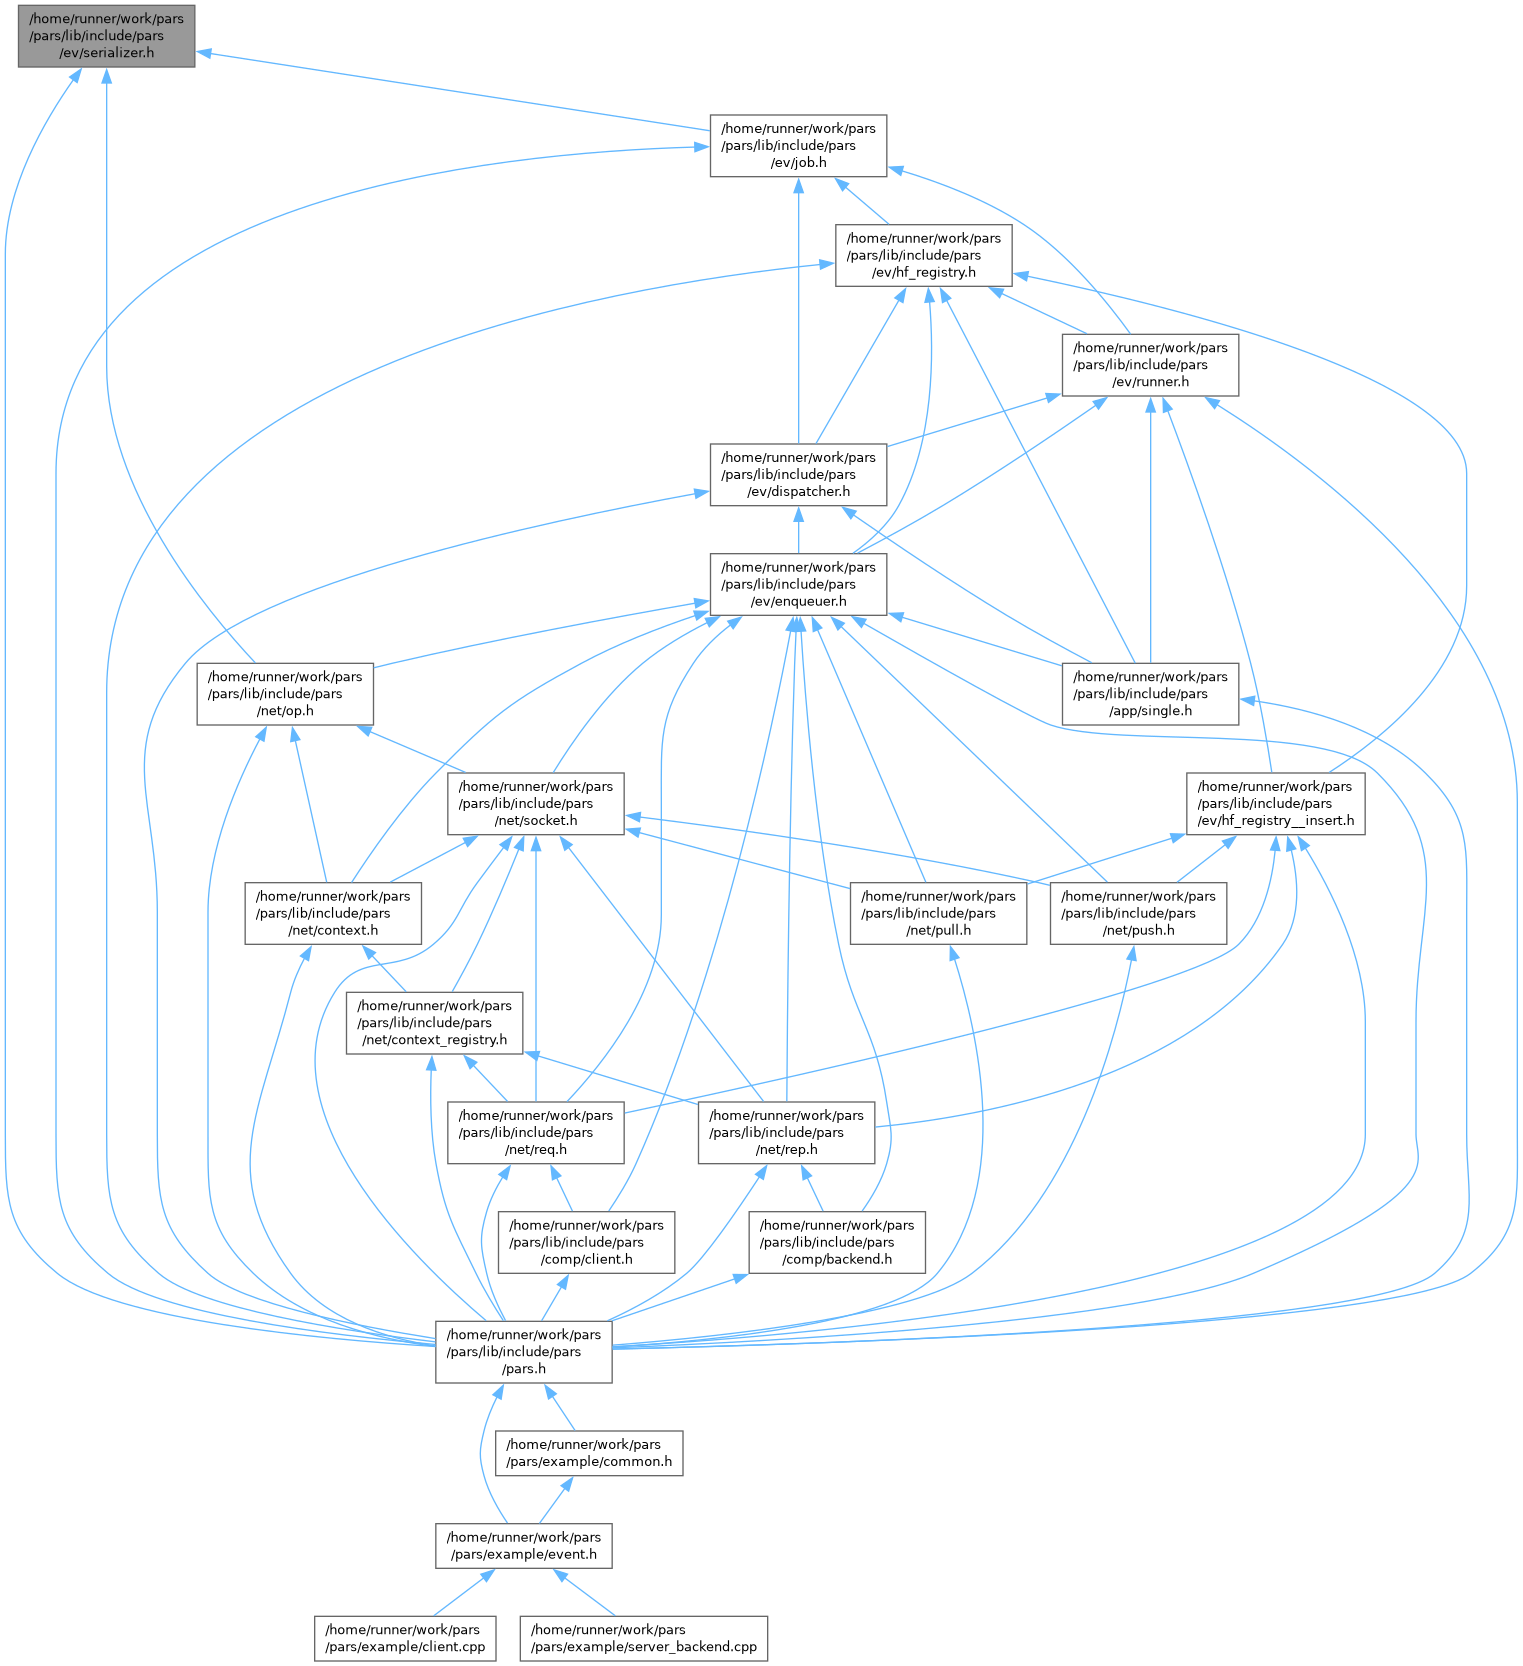 /home/runner/work/pars
/pars/lib/include/pars
/ev/serializer.h
/home/runner/work/pars
/pars/lib/include/pars
/ev/job.h
/home/runner/work/pars
/pars/lib/include/pars
/ev/hf_registry.h
/home/runner/work/pars
/pars/lib/include/pars
/ev/runner.h
/home/runner/work/pars
/pars/lib/include/pars
/ev/dispatcher.h
/home/runner/work/pars
/pars/lib/include/pars
/ev/enqueuer.h
/home/runner/work/pars
/pars/lib/include/pars
/net/op.h
/home/runner/work/pars
/pars/lib/include/pars
/app/single.h
/home/runner/work/pars
/pars/lib/include/pars
/net/socket.h
/home/runner/work/pars
/pars/lib/include/pars
/ev/hf_registry__insert.h
/home/runner/work/pars
/pars/lib/include/pars
/net/context.h
/home/runner/work/pars
/pars/lib/include/pars
/net/pull.h
/home/runner/work/pars
/pars/lib/include/pars
/net/push.h
/home/runner/work/pars
/pars/lib/include/pars
/net/context_registry.h
/home/runner/work/pars
/pars/lib/include/pars
/net/req.h
/home/runner/work/pars
/pars/lib/include/pars
/net/rep.h
/home/runner/work/pars
/pars/lib/include/pars
/comp/client.h
/home/runner/work/pars
/pars/lib/include/pars
/comp/backend.h
/home/runner/work/pars
/pars/lib/include/pars
/pars.h
/home/runner/work/pars
/pars/example/common.h
/home/runner/work/pars
/pars/example/event.h
/home/runner/work/pars
/pars/example/client.cpp
/home/runner/work/pars
/pars/example/server_backend.cpp